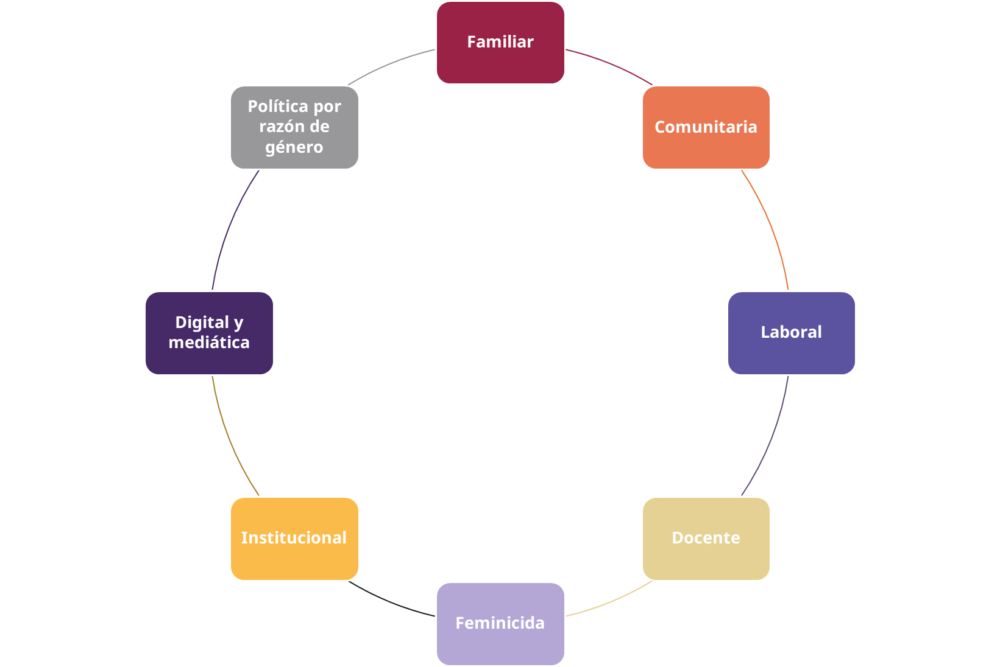 Familiar
Comunitaria
Laboral
Docente
Feminicida
Institucional
Digital y
mediática
Política por
razón de
género